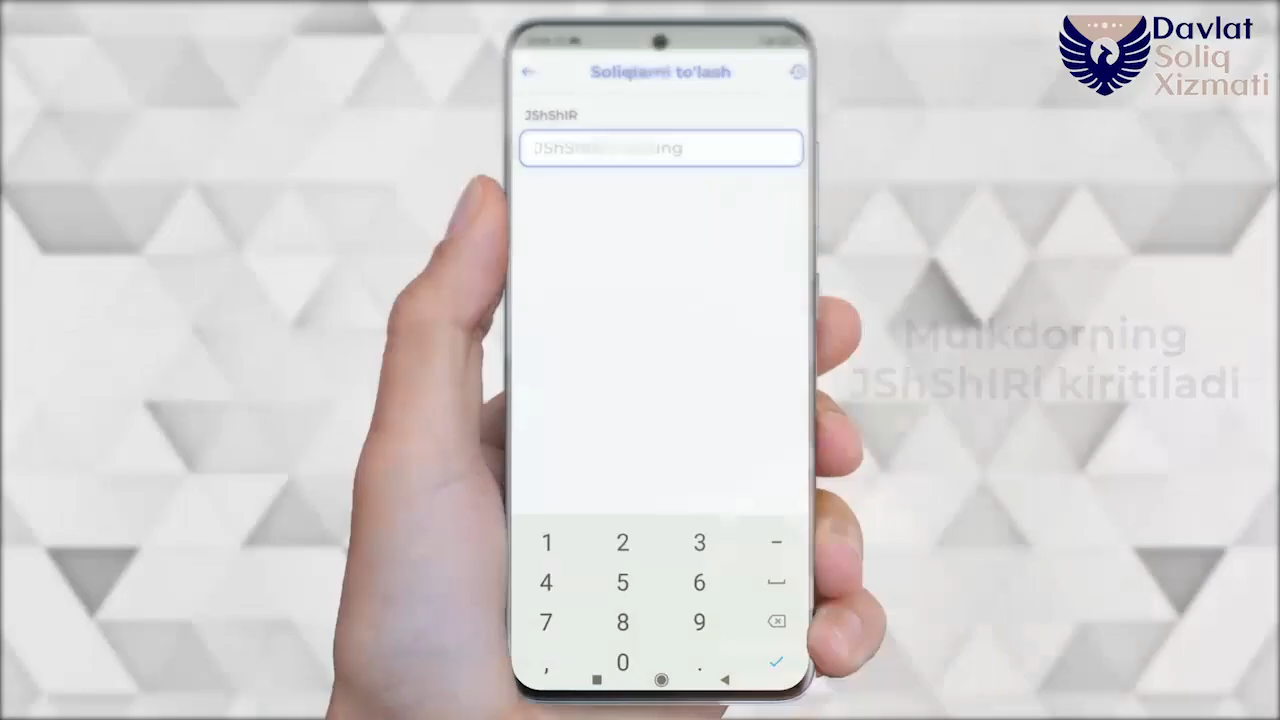 Davlat
Soliq
Xizmati
Soliqlarni to'lash
JShShIR
Mulkdorning
JShShIRi kiritiladi
1 2 3 –
4 5 6
7 8 9
, 0 .